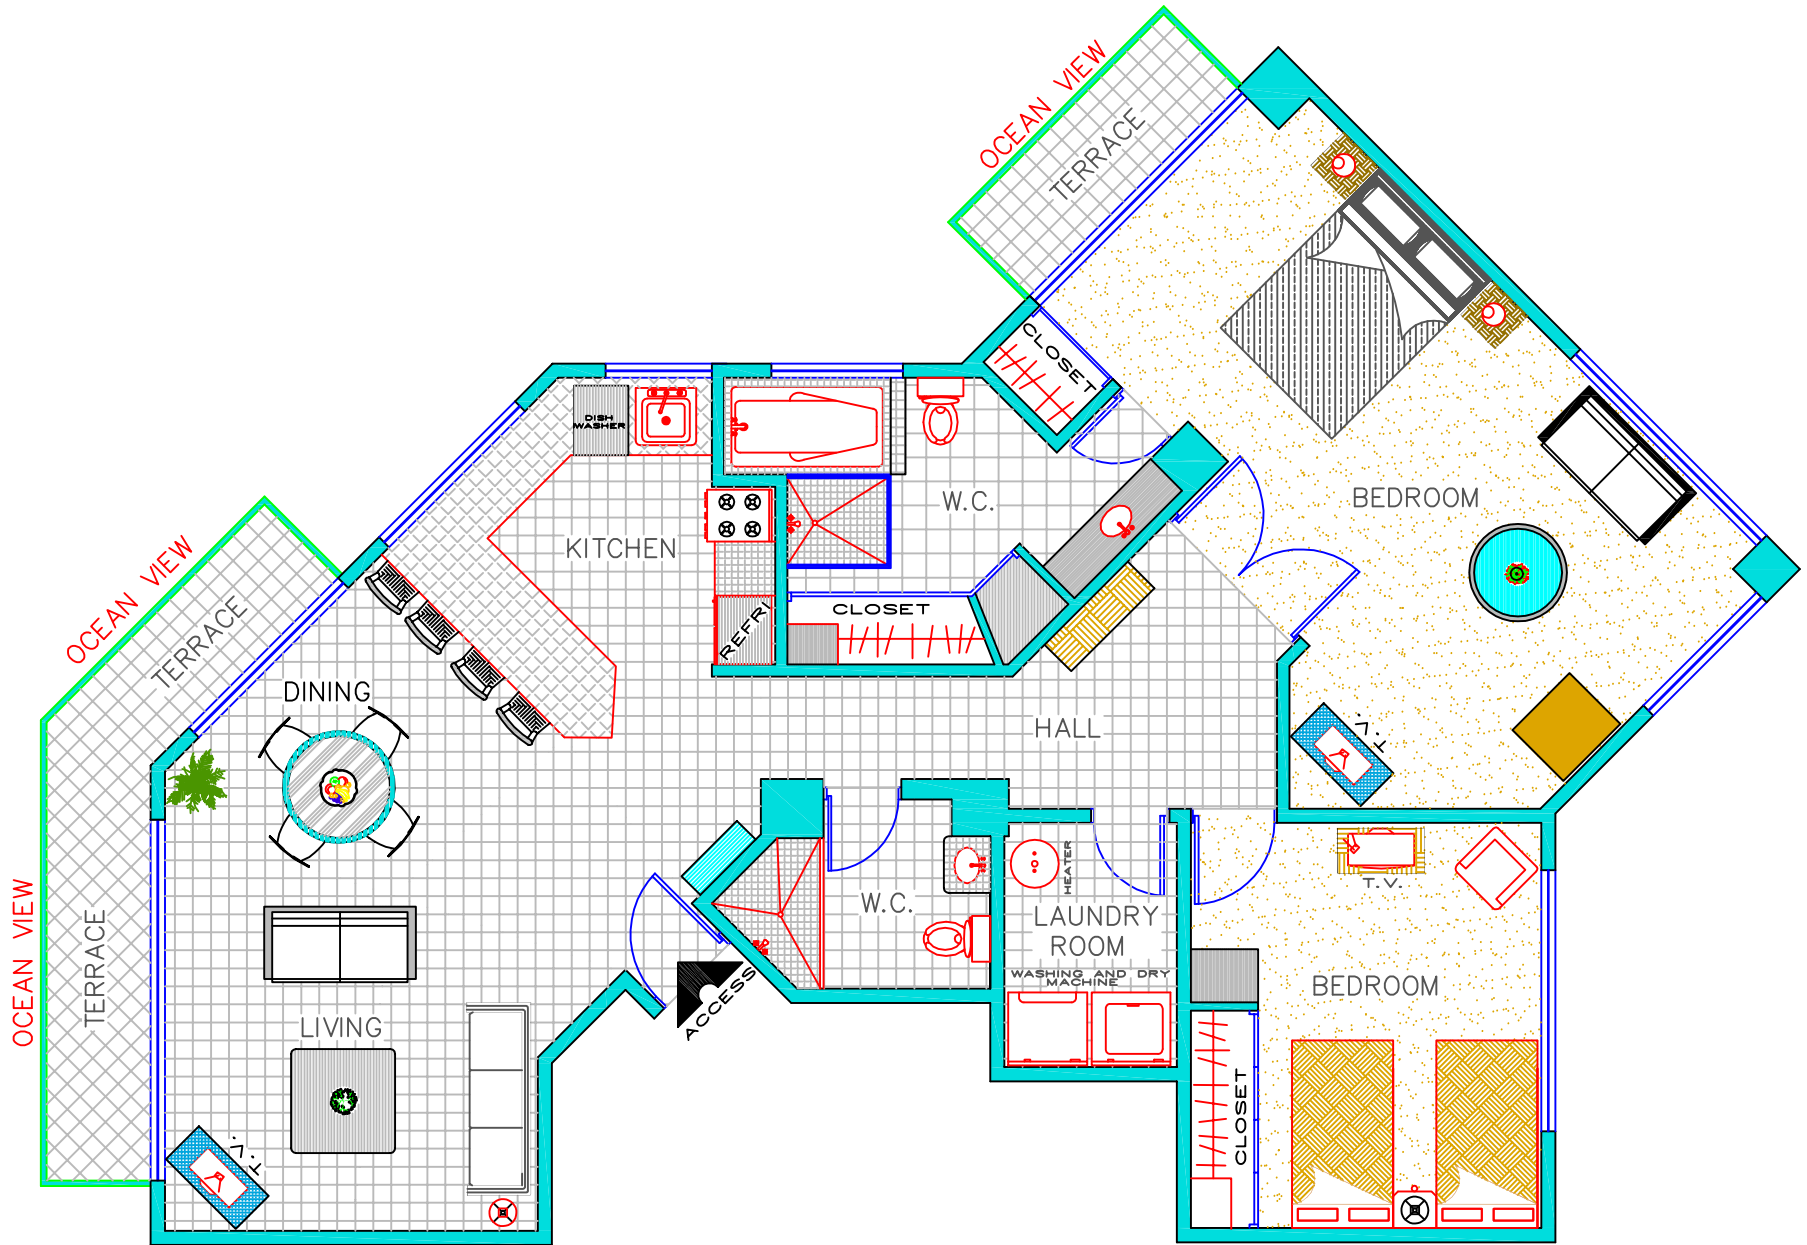 OCEAN VIEW
TERRACE
CLOSET
DISH
WASHER
W.C.
BEDROOM
KITCHEN
OCEAN VIEW
TERRACE
CLOSET
REFRI
DINING
HALL
T.V.
HEATER
T.V.
OCEAN VIEW
TERRACE
W.C.
LAUNDRY
ROOM
WASHING AND DRY
MACHINE
BEDROOM
ACCESS
LIVING
CLOSET
T.V.